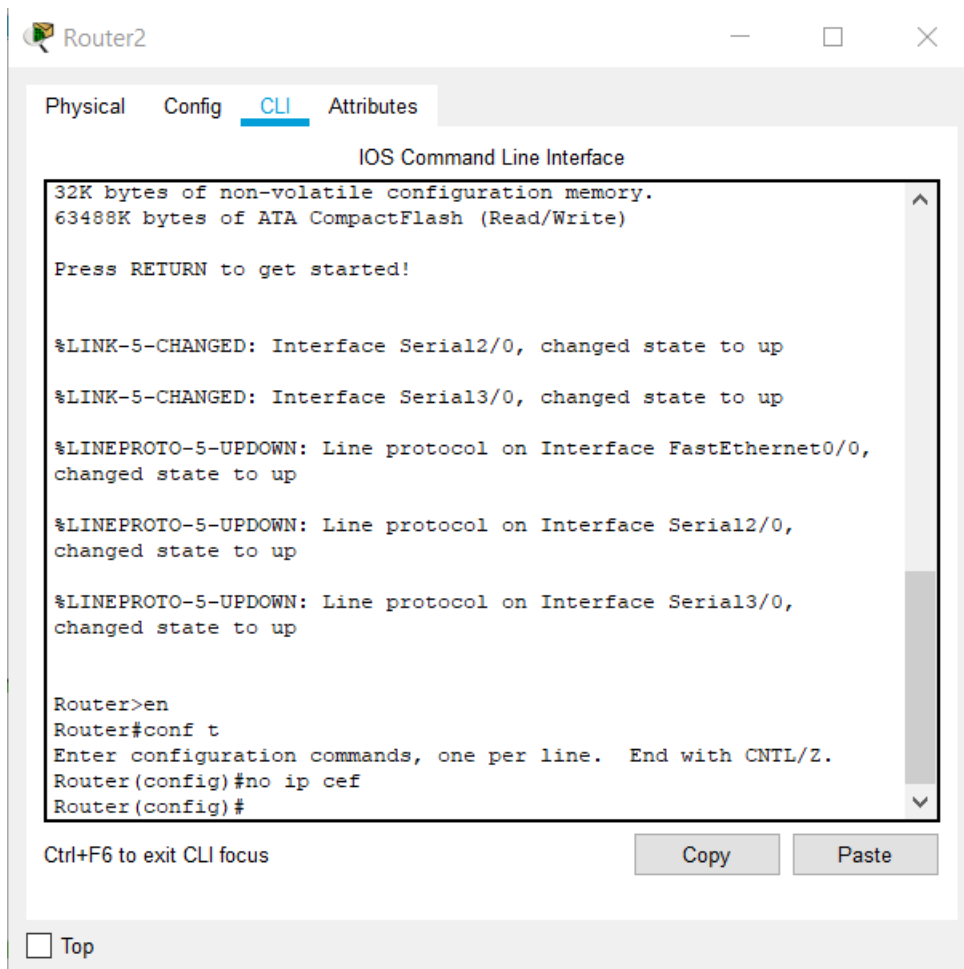 Router2
Physical Config CLI Attributes
IOS Command Line Interface
32K bytes of non-volatile configuration memory.
63488K bytes of ATA CompactFlash (Read/Write)
Press RETURN to get started!
%LINK-5-CHANGED: Interface Serial2/0, changed state to up
%LINK-5-CHANGED: Interface Serial3/0, changed state to up
%LINEPROTO-5-UPDOWN: Line protocol on Interface FastEthernet0/0,
changed state to up
%LINEPROTO-5-UPDOWN: Line protocol on Interface Serial2/0,
changed state to up
%LINEPROTO-5-UPDOWN: Line protocol on Interface Serial3/0,
changed state to up
Router>en
Router#conf t
Enter configuration commands, one per line.  End with CNTL/Z.
Router(config)#no ip cef
Router(config)#
Ctrl+F6 to exit CLI focus
Copy Paste
Top